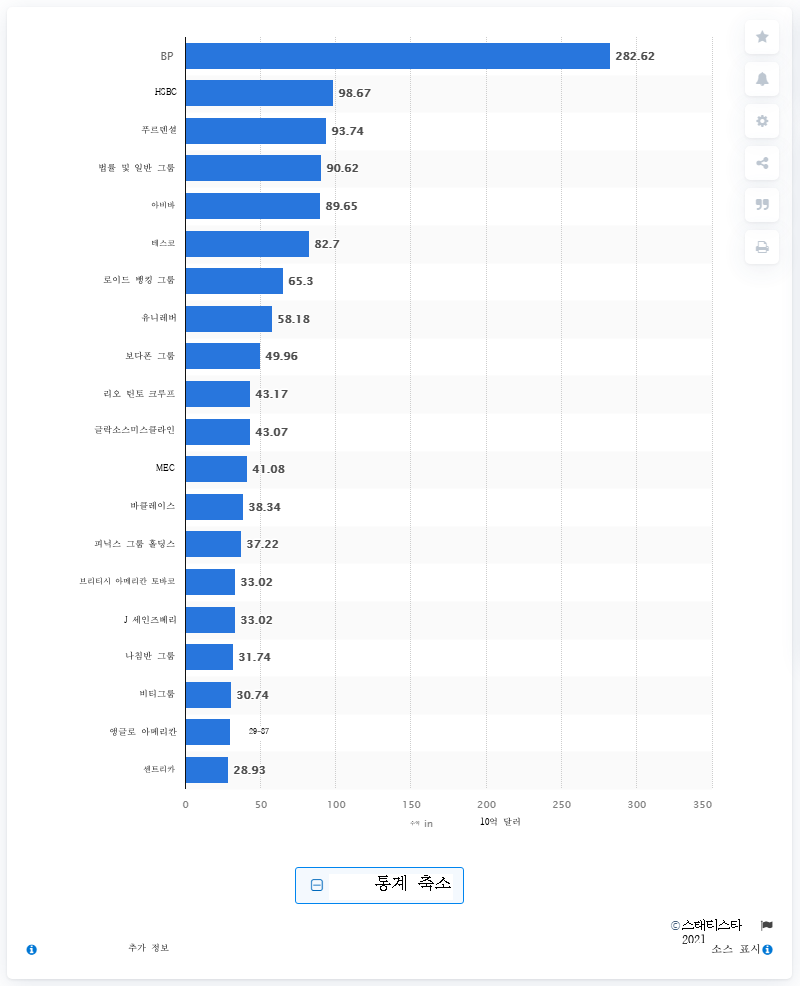 BP 282.62
HSBC 98.67
푸르덴셜 93.74
법률 및 일반 그룹 90.62
아비바 89.65
테스코 82.7
로이드 뱅킹 그룹 65.3
유니레버 58.18
보다폰 그룹 49.96
리오 틴토 크루프 43.17
글락소스미스클라인 43.07
MEC 41.08
바클레이스 38.34
피닉스 그룹 홀딩스 37.22
브리티시 아메리칸 토바코 33.02
J 세인즈베리 33.02
나침반 그룹 31.74
비티그룹 30.74
앵글로 아메리칸 29-87
센트리카 28.93
0 50 100 150 200 250 300 350
수익 in 10억 달러
통계 축소
©스태티스타
2021
추가 정보 소스 표시